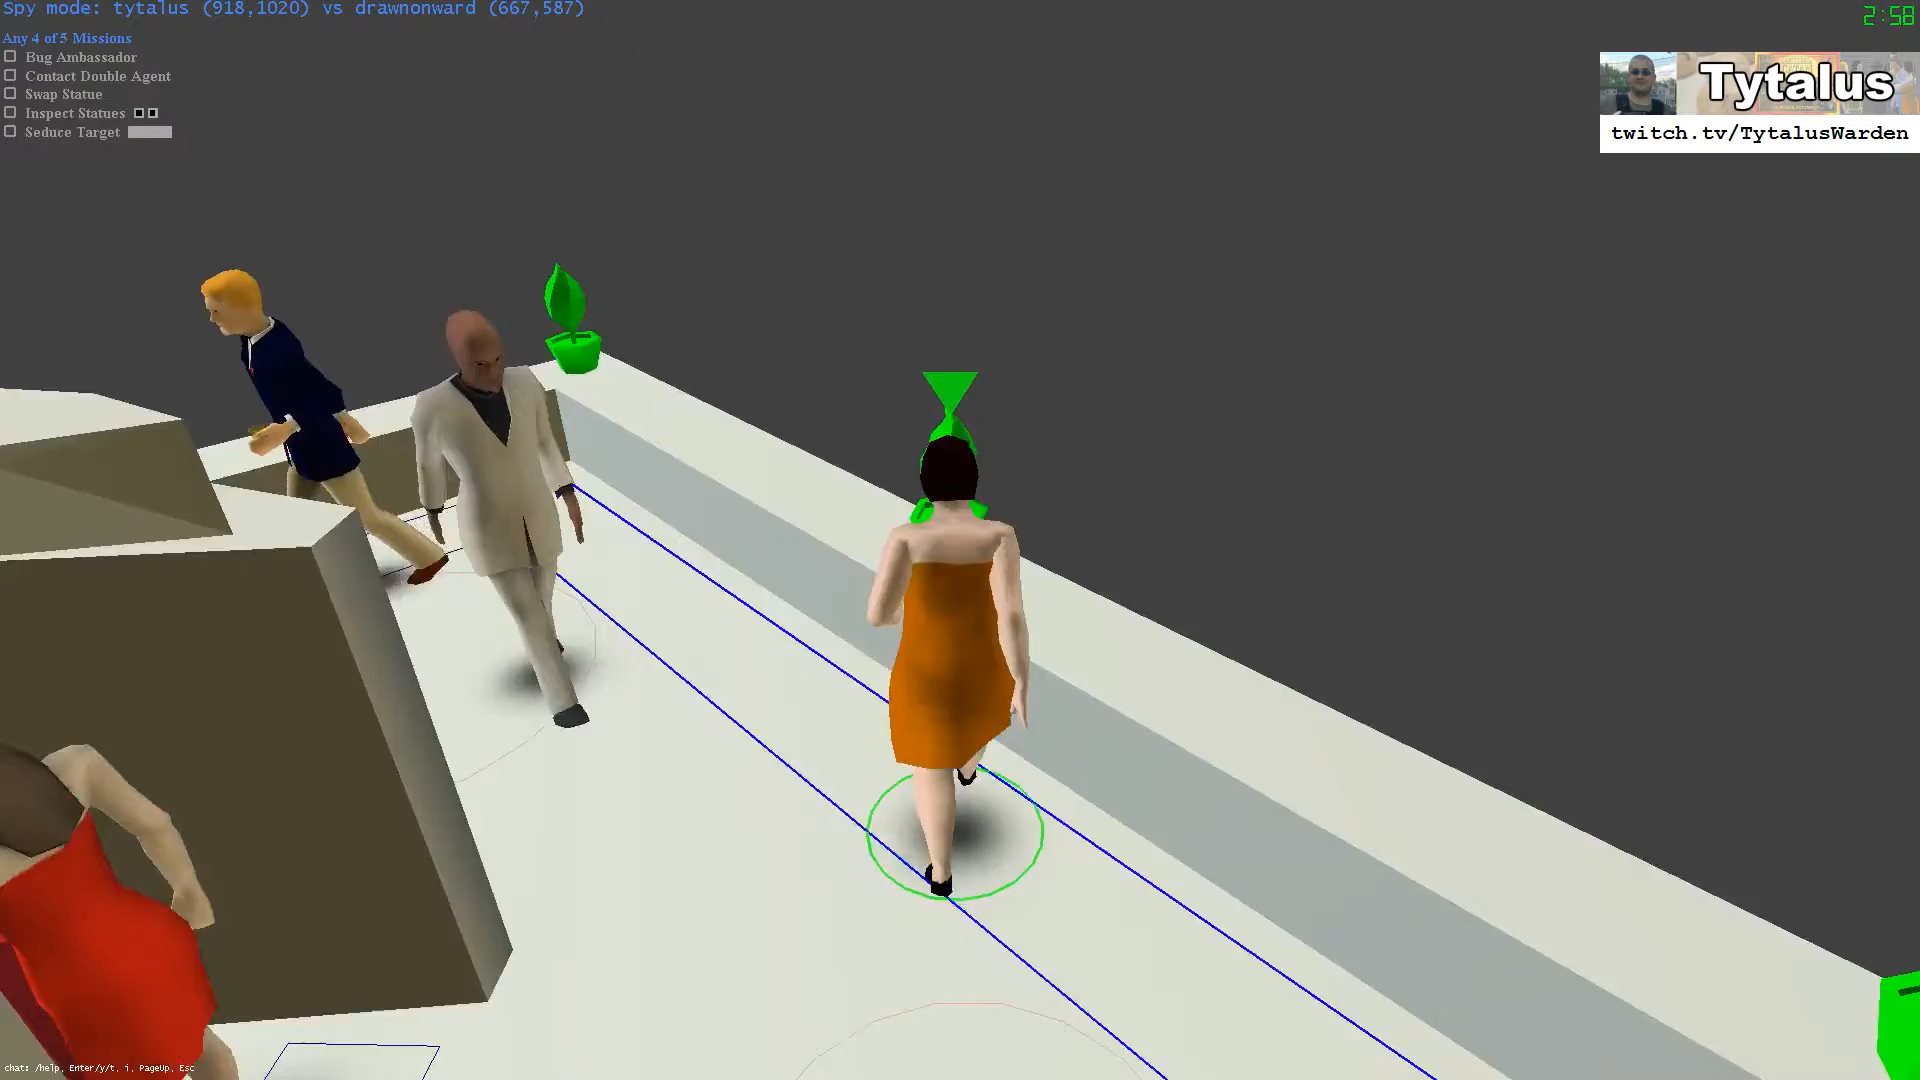 Spy mode: tytalus (918,1020) vs drawnonward (667,587)
2:58
Any 4 of 5 Missions
Bug Ambassador
Contact Double Agent
Swap Statue
Inspect Statues
Seduce Target
Tytalus
twitch.tv/TytalusWarden
chat: /help, Enter/y/t, i, PageUp, Esc